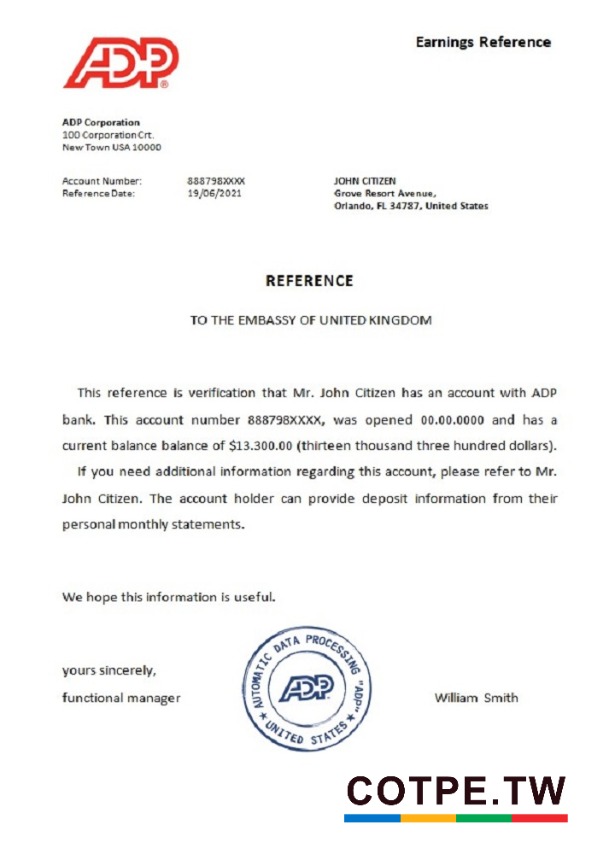 ADP®
Earnings Reference
ADP Corporation
100 Corporation Crt.
New Town USA 10000
Account Number: 888798XXXX
Reference Date: 19/06/2021
JOHN CITIZEN
Grove Resort Avenue,
Orlando, FL 34787, United States
REFERENCE
TO THE EMBASSY OF UNITED KINGDOM
This reference is verification that Mr. John Citizen has an account with ADP
bank. This account number 888798XXXX, was opened 00.00.0000 and has a
current balance balance of $13.300.00 (thirteen thousand three hundred dollars).
If you need additional information regarding this account, please refer to Mr.
John Citizen. The account holder can provide deposit information from their
personal monthly statements.
We hope this information is useful.
yours sincerely,
functional manager
AUTOMATIC DATA PROCESSING "ADP"
ADP
★ UNITED STATES ★
William Smith
COTPE.TW